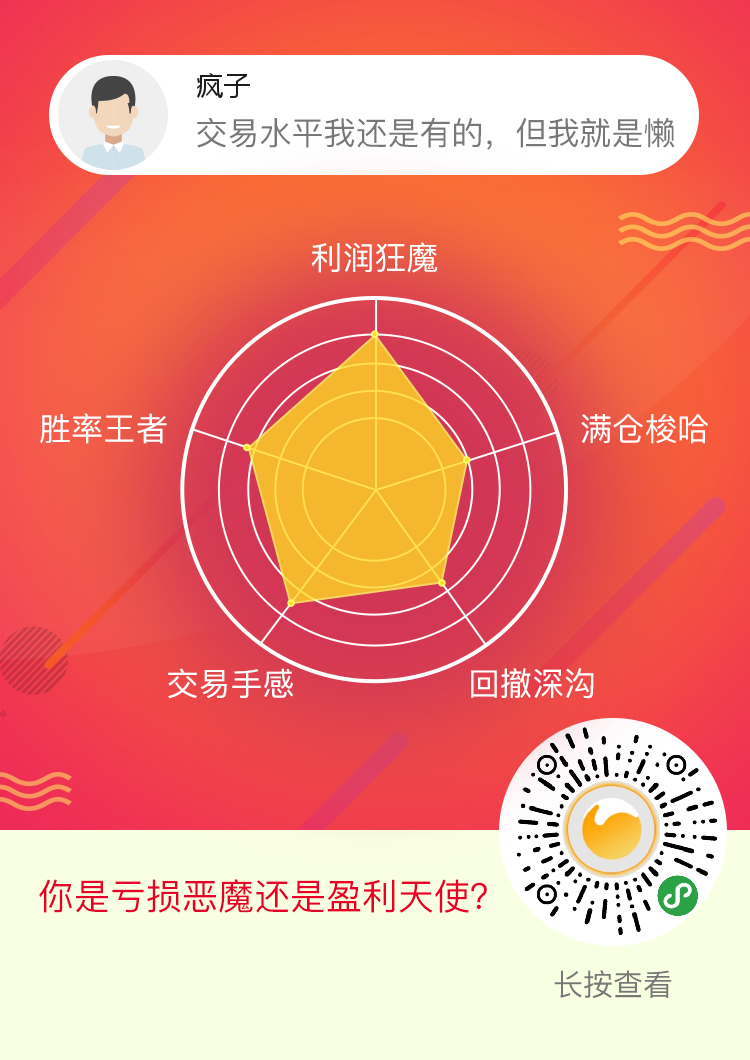 疯子
交易水平我还是有的，但我就是懒
利润狂魔
胜率王者
满仓梭哈
交易手感
回撤深沟
你是亏损恶魔还是盈利天使？
长按查看